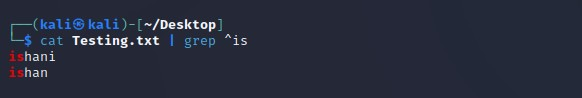 ┌──(kali㉿kali)-[~/Desktop]
└─$ cat Testing.txt | grep ^is
ishani
ishan